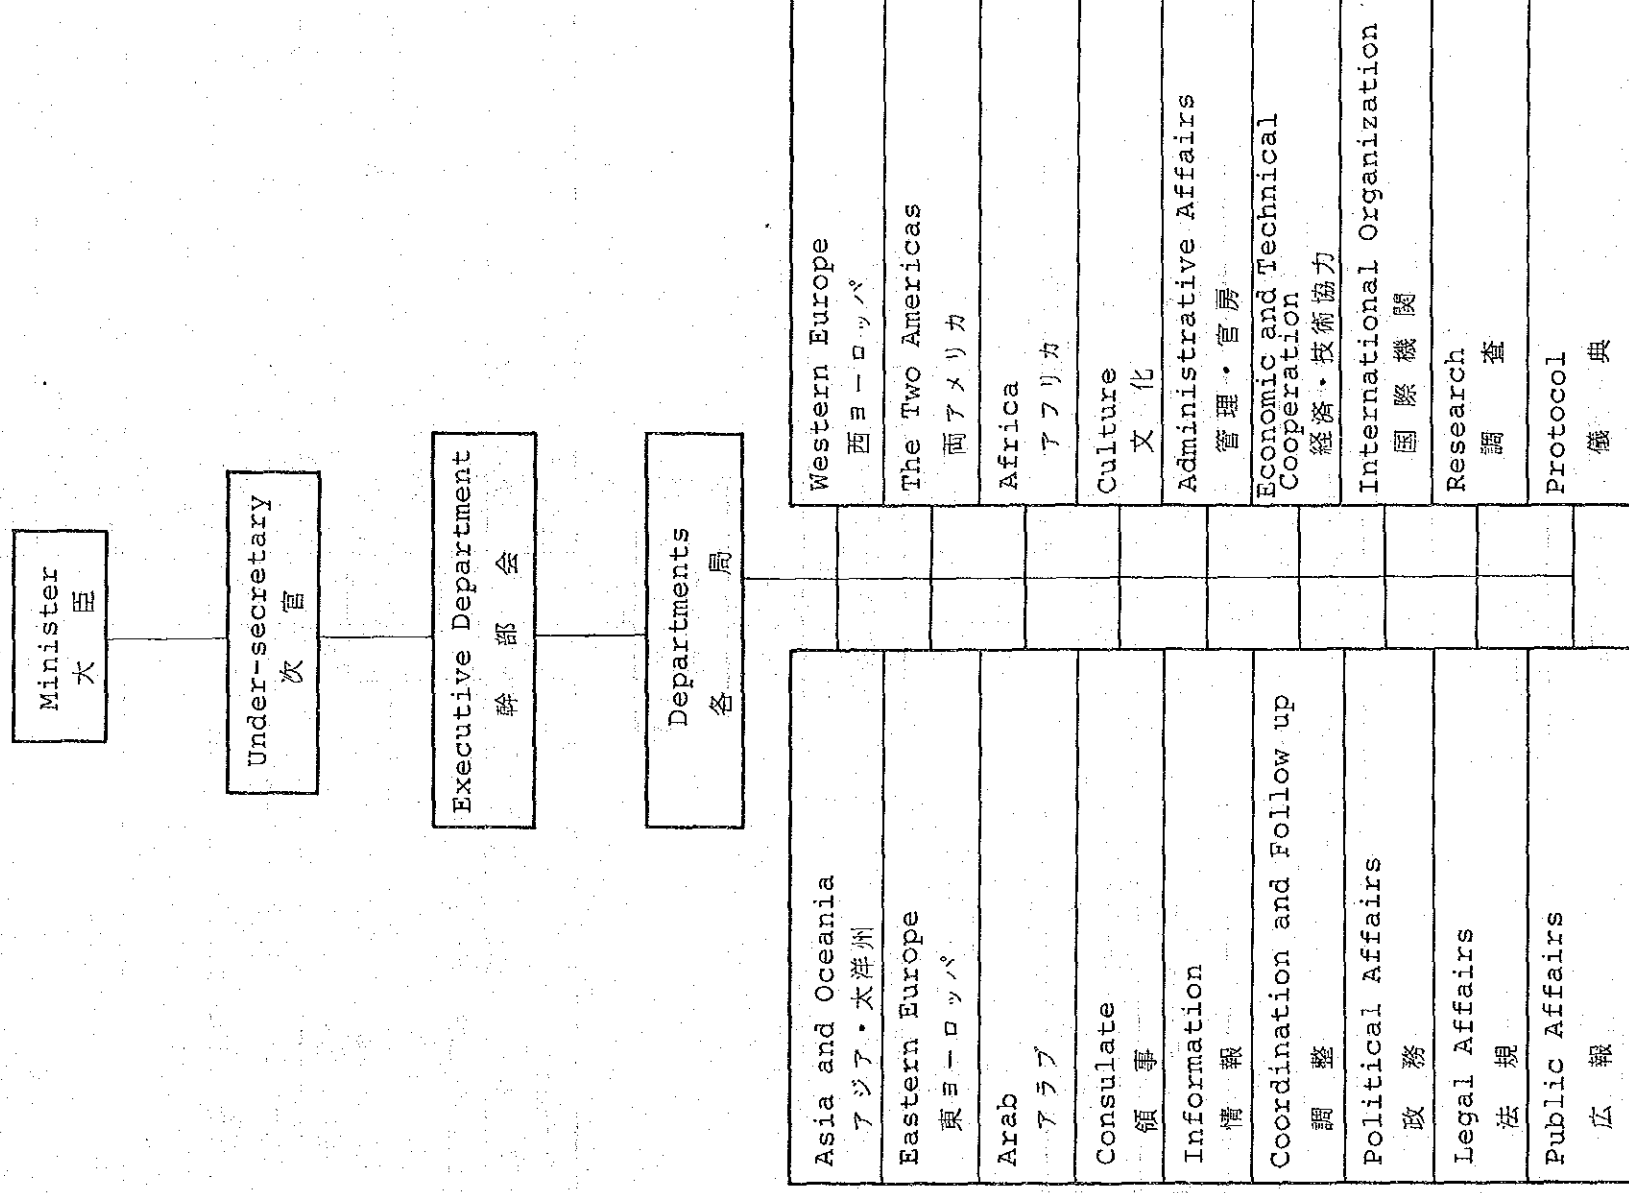 Minister
大臣
Under-secretary
次官
Executive Department
幹部会
Departments
各局
Asia and Oceania
アジア・太洋州
Eastern Europe
東ヨーロッパ
Arab
アラブ
Consulate
領事
Information
情報
Coordination and Follow up
調整
Political Affairs
政務
Legal Affairs
法規
Public Affairs
広報
Western Europe
西ヨーロッパ
The Two Americas
両アメリカ
Africa
アフリカ
Culture
文化
Administrative Affairs
管理・官房
Economic and Technical
Cooperation
経済・技術協力
International Organization
国際機関
Research
調査
Protocol
儀典